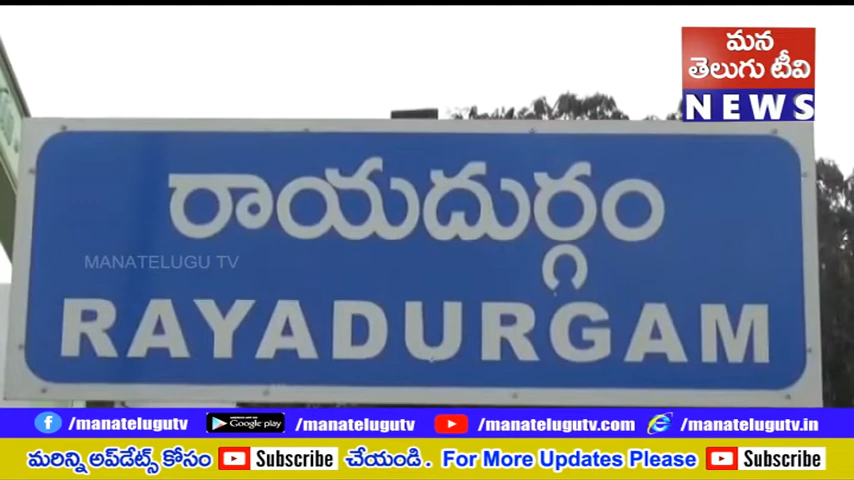 మన
తెలుగు టీవి
NEWS
రాయదుర్గం
MANATELUGU TV
RAYADURGAM
/manatelugutv Google play /manatelugutv /manatelugutv.com /manatelugutv.in
మరిన్ని అప్‌డేట్స్ కోసం Subscribe చేయండి. For More Updates Please Subscribe